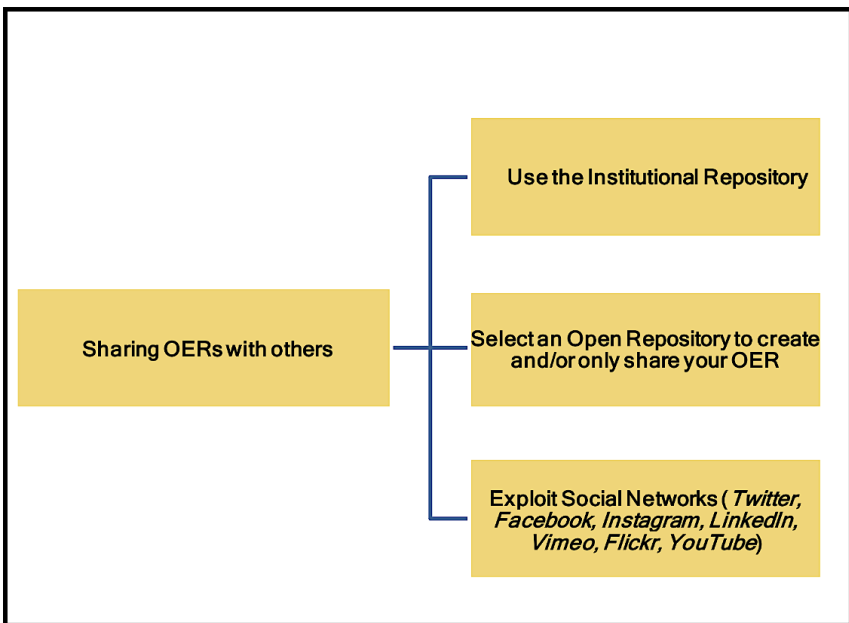 Use the Institutional Repository
Sharing OERs with others
Select an Open Repository to create
and/or only share your OER
Exploit Social Networks (Twitter,
Facebook, Instagram, LinkedIn,
Vimeo, Flickr, YouTube)